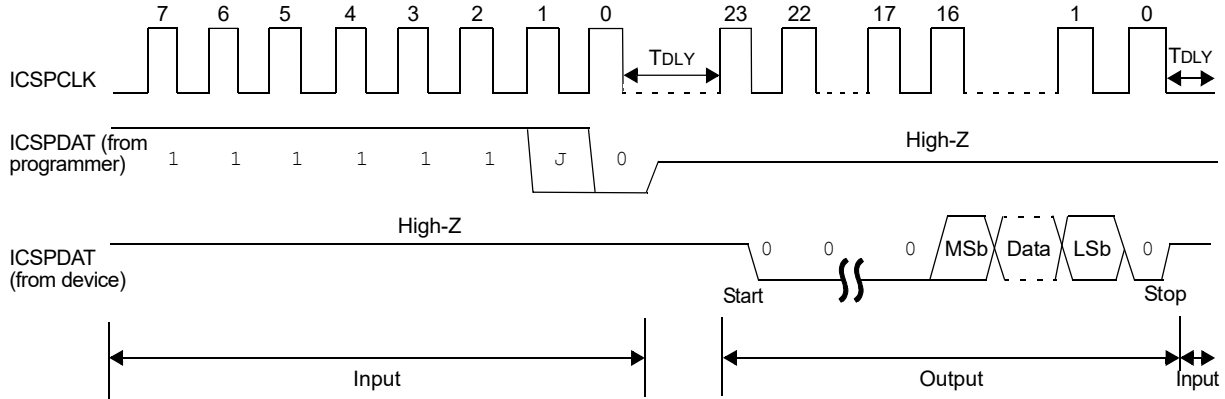 7 6 5 4 3 2 1 0 23 22 17 16 1 0
TDLY TDLY
ICSPCLK
ICSPDAT (from
programmer)
1 1 1 1 1 1 J 0
High-Z
High-Z
ICSPDAT
(from device)
0 0 0 MSb Data LSb 0
Start
Stop
Input Output Input